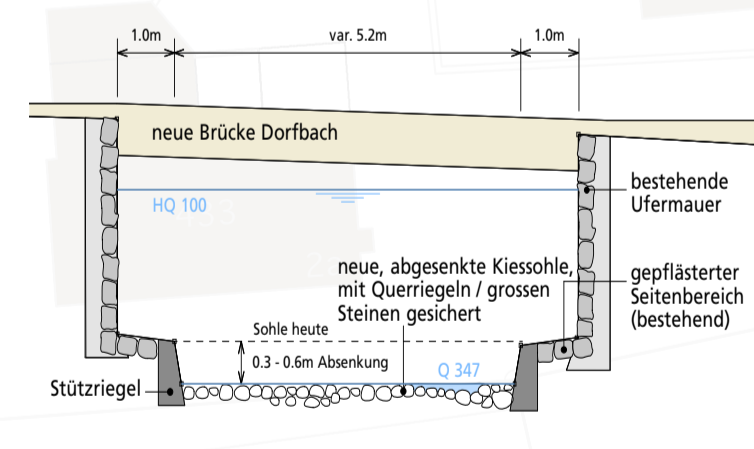 1.0m
var. 5.2m
1.0m
neue Brücke Dorfbach
HQ 100
bestehende
Ufermauer
neue, abgesenkte Kiessohle,
mit Querriegeln / grossen
Steinen gesichert
gepflästerter
Seitenbereich
(bestehend)
Sohle heute
0.3 - 0.6m Absenkung
Q 347
Stützriegel